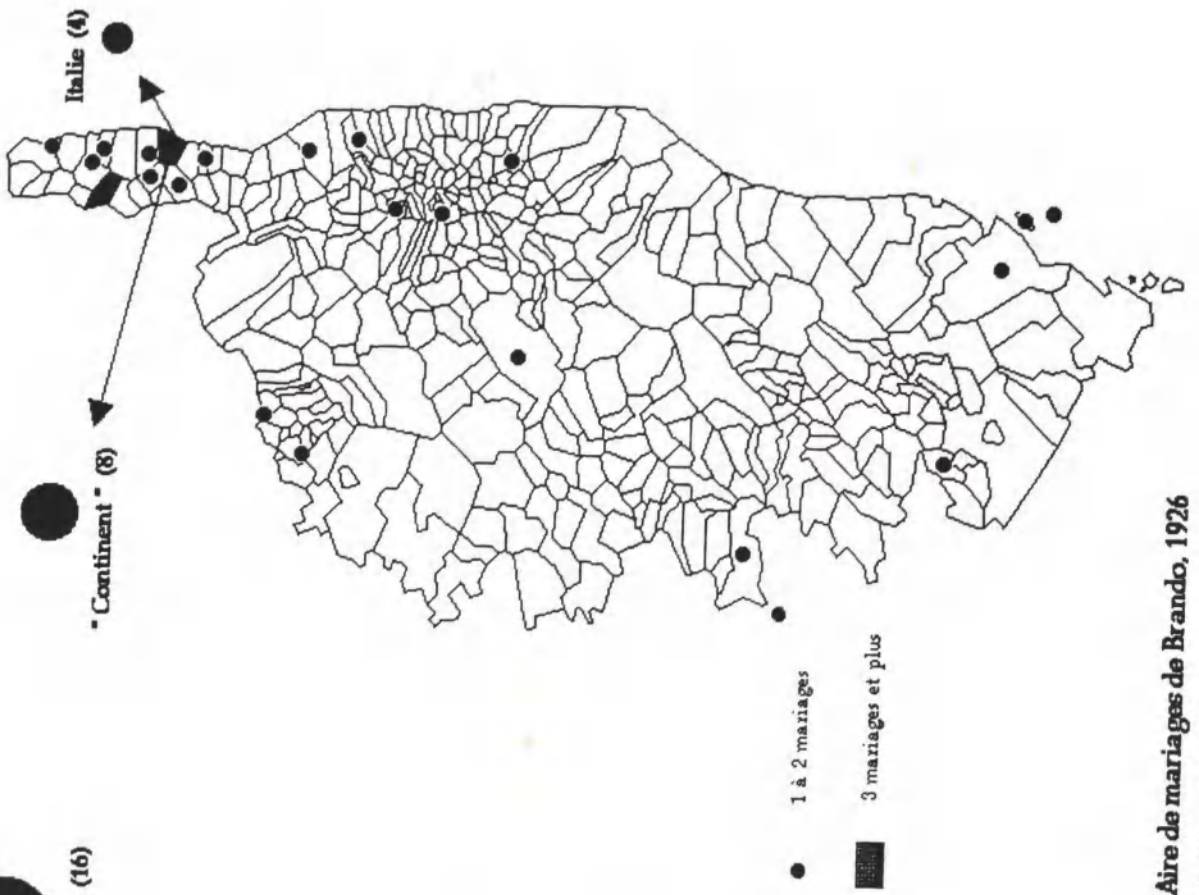 Italie (4)
"Continent" (8)
(16)
1 à 2 mariages
3 mariages et plus
Aire de mariages de Brando, 1926